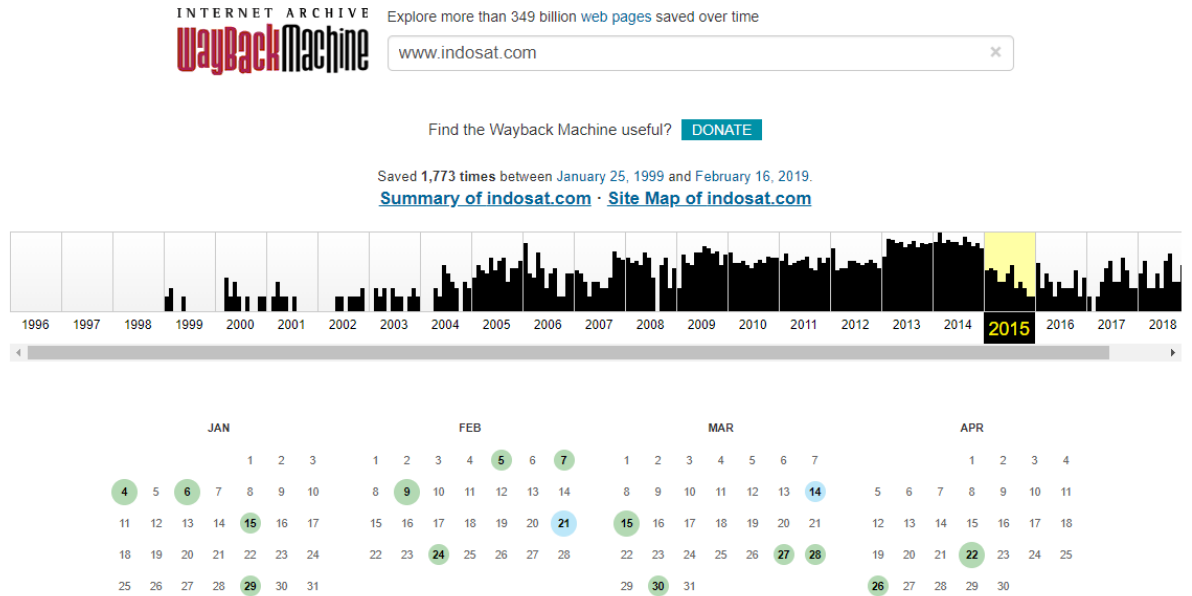 INTERNET ARCHIVE
WayBackMachine
Explore more than 349 billion web pages saved over time
www.indosat.com ×
Find the Wayback Machine useful? DONATE
Saved 1,773 times between January 25, 1999 and February 16, 2019.
Summary of indosat.com · Site Map of indosat.com
1996 1997 1998 1999 2000 2001 2002 2003 2004 2005 2006 2007 2008 2009 2010 2011 2012 2013 2014 2015 2016 2017 2018
JAN FEB MAR APR
1 2 3 1 2 3 4 5 6 7 1 2 3 4 5 6 7 1 2 3 4
4 5 6 7 8 9 10 8 9 10 11 12 13 14 8 9 10 11 12 13 14 5 6 7 8 9 10 11
11 12 13 14 15 16 17 15 16 17 18 19 20 21 15 16 17 18 19 20 21 12 13 14 15 16 17 18
18 19 20 21 22 23 24 22 23 24 25 26 27 28 22 23 24 25 26 27 28 19 20 21 22 23 24 25
25 26 27 28 29 30 31 29 30 31 26 27 28 29 30